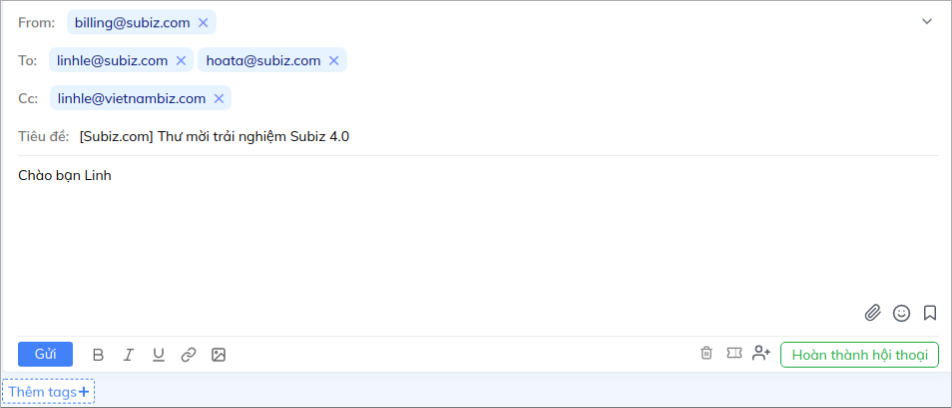 From: billing@subiz.com
To: linhle@subiz.com hoata@subiz.com
Cc: linhle@vietnambiz.com
Tiêu đề: [Subiz.com] Thư mời trải nghiệm Subiz 4.0
Chào bạn Linh
Gửi B I U Hoàn thành hội thoại
Thêm tags+